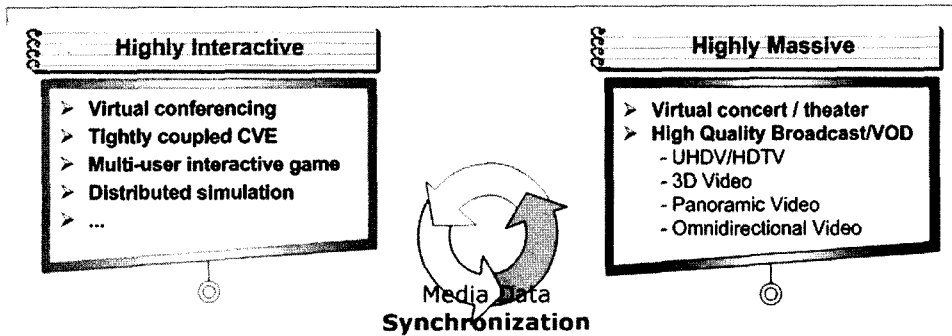 Highly Interactive
➢ Virtual conferencing
➢ Tightly coupled CVE
➢ Multi-user interactive game
➢ Distributed simulation
➢ ...
Highly Massive
➢ Virtual concert / theater
➢ High Quality Broadcast/VOD
- UHDV/HDTV
- 3D Video
- Panoramic Video
- Omnidirectional Video
Media Data
Synchronization